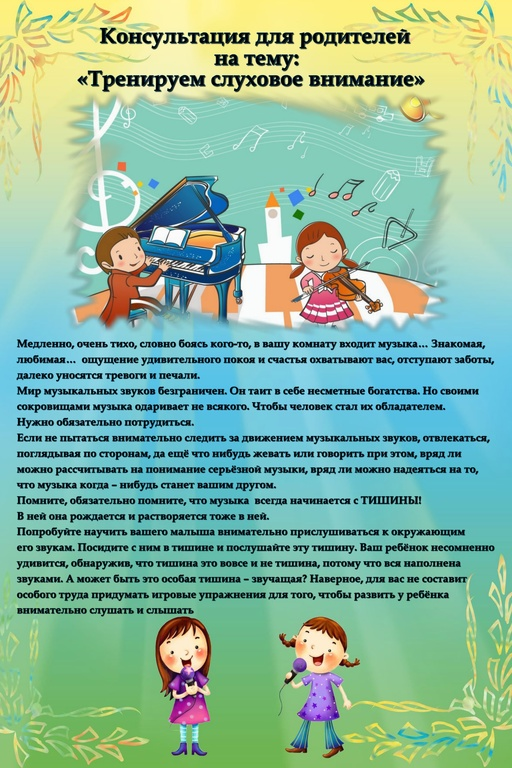 Консультация для родителей
на тему:
«Тренируем слуховое внимание»
Медленно, очень тихо, словно боясь кого-то, в вашу комнату входит музыка… Знакомая,
любимая… ощущение удивительного покоя и счастья охватывают вас, отступают заботы,
далеко уносятся тревоги и печали.
Мир музыкальных звуков безграничен. Он таит в себе несметные богатства. Но своими
сокровищами музыка одаривает не всякого. Чтобы человек стал их обладателем.
Нужно обязательно потрудиться.
Если не пытаться внимательно следить за движением музыкальных звуков, отвлекаться,
поглядывая по сторонам, да ещё что нибудь жевать или говорить при этом, вряд ли
можно рассчитывать на понимание серьёзной музыки, вряд ли можно надеяться на то,
что музыка когда – нибудь станет вашим другом.
Помните, обязательно помните, что музыка всегда начинается с ТИШИНЫ!
В ней она рождается и растворяется тоже в ней.
Попробуйте научить вашего малыша внимательно прислушиваться к окружающим
его звукам. Посидите с ним в тишине и послушайте эту тишину. Ваш ребёнок несомненно
удивится, обнаружив, что тишина это вовсе и не тишина, потому что вся наполнена
звуками. А может быть это особая тишина – звучащая? Наверное, для вас не составит
особого труда придумать игровые упражнения для того, чтобы развить у ребёнка
внимательно слушать и слышать